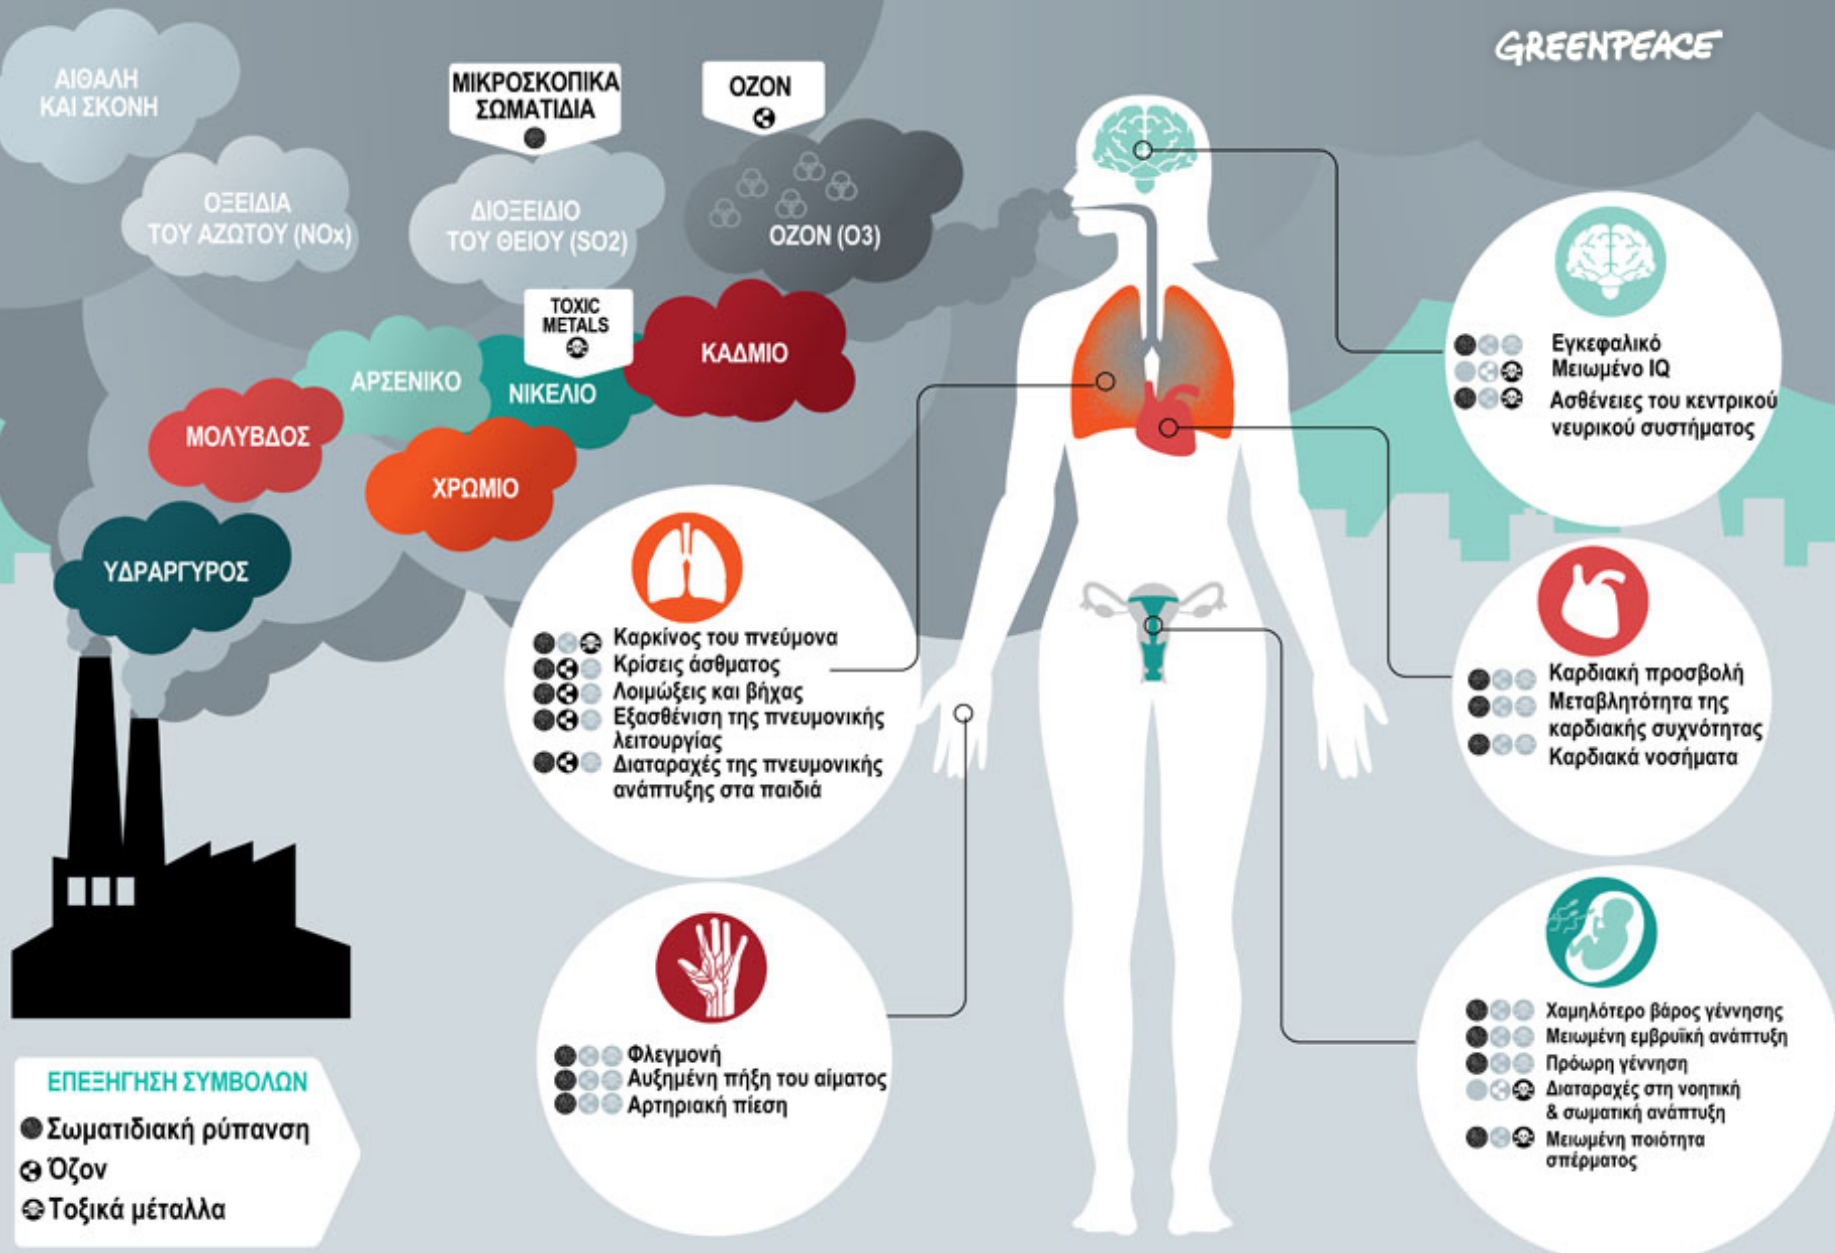 GREENPEACE
ΑΙΘΑΛΗ
ΚΑΙ ΣΚΟΝΗ
ΜΙΚΡΟΣΚΟΠΙΚΑ
ΣΩΜΑΤΙΔΙΑ
ΟΖΟΝ
ΟΞΕΙΔΙΑ
ΤΟΥ ΑΖΩΤΟΥ (NOx)
ΔΙΟΞΕΙΔΙΟ
ΤΟΥ ΘΕΙΟΥ (SO2)
ΟΖΟΝ (O3)
TOXIC
METALS
ΚΑΔΜΙΟ
ΑΡΣΕΝΙΚΟ
ΝΙΚΕΛΙΟ
ΜΟΛΥΒΔΟΣ
ΧΡΩΜΙΟ
ΥΔΡΑΡΓΥΡΟΣ
Εγκεφαλικό
Μειωμένο IQ
Ασθένειες του κεντρικού
νευρικού συστήματος
Καρκίνος του πνεύμονα
Κρίσεις άσθματος
Λοιμώξεις και βήχας
Εξασθένιση της πνευμονικής
λειτουργίας
Διαταραχές της πνευμονικής
ανάπτυξης στα παιδιά
Καρδιακή προσβολή
Μεταβλητότητα της
καρδιακής συχνότητας
Καρδιακά νοσήματα
Φλεγμονή
Αυξημένη πήξη του αίματος
Αρτηριακή πίεση
Χαμηλότερο βάρος γέννησης
Μειωμένη εμβρυϊκή ανάπτυξη
Πρόωρη γέννηση
Διαταραχές στη νοητική
& σωματική ανάπτυξη
Μειωμένη ποιότητα
σπέρματος
ΕΠΕΞΗΓΗΣΗ ΣΥΜΒΟΛΩΝ
Σωματιδιακή ρύπανση
Όζον
Τοξικά μέταλλα